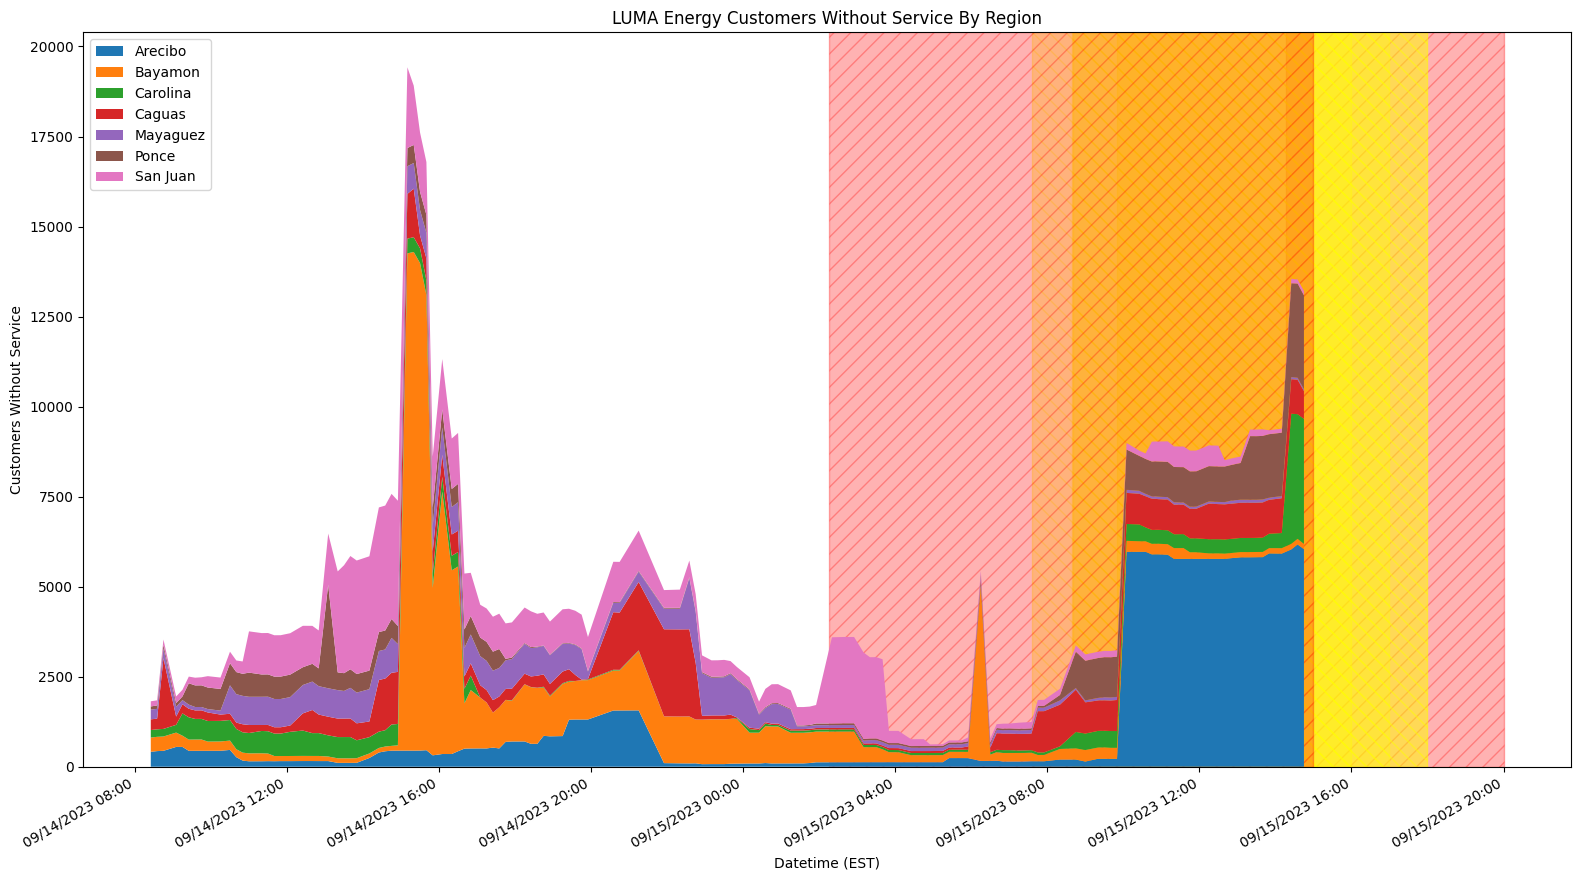 LUMA Energy Customers Without Service By Region
20000
17500
15000
12500
10000
7500
5000
2500
0
Customers Without Service
Arecibo
Bayamon
Carolina
Caguas
Mayaguez
Ponce
San Juan
09/14/2023 08:00
09/14/2023 12:00
09/14/2023 16:00
09/14/2023 20:00
09/15/2023 00:00
09/15/2023 04:00
09/15/2023 08:00
09/15/2023 12:00
09/15/2023 16:00
09/15/2023 20:00
Datetime (EST)